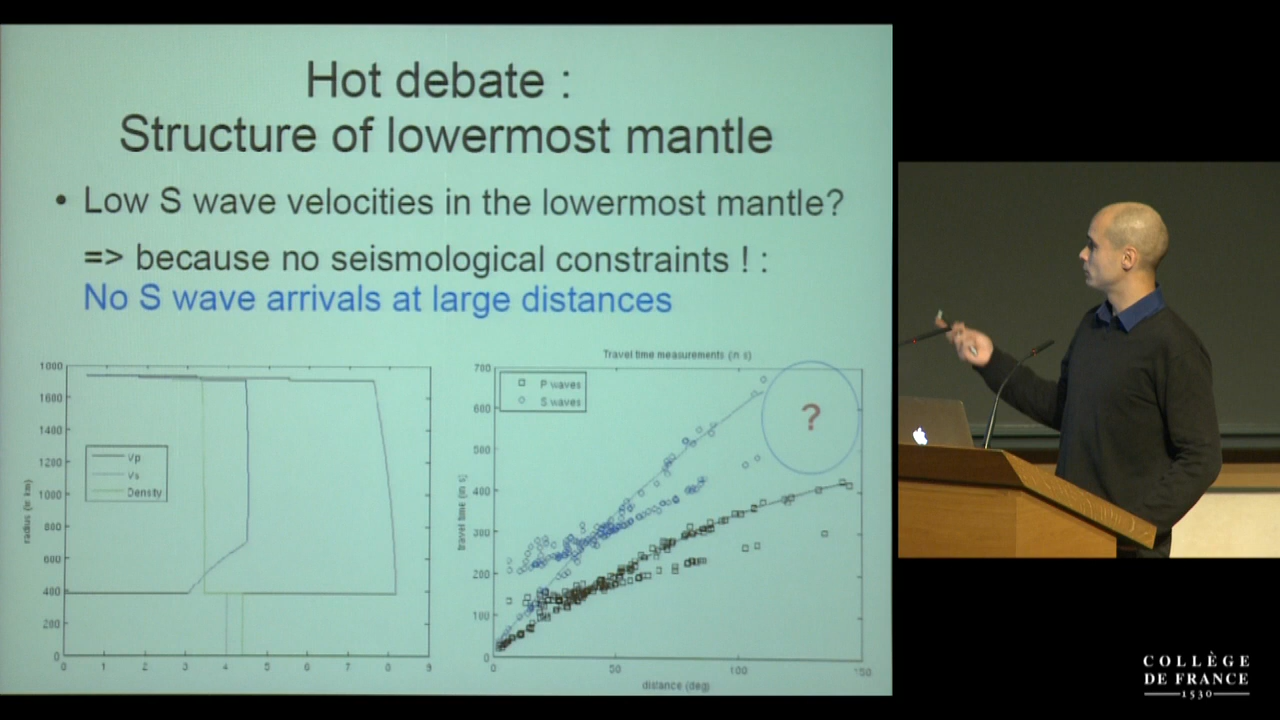 Hot debate :
Structure of lowermost mantle
• Low S wave velocities in the lowermost mantle?
=> because no seismological constraints ! :
No S wave arrivals at large distances
Travel time measurements (in s)
1000
1600
1400
1200
1000
800
600
400
200
0
radius (in km)
Vp
Vs
Density
0 1 2 3 4 5 6 7 8 9
700
600
500
400
300
200
100
0
travel time (in s)
P waves
S waves
?
0 50 100 150
distance (deg)
COLLÈGE
DE FRANCE
1530